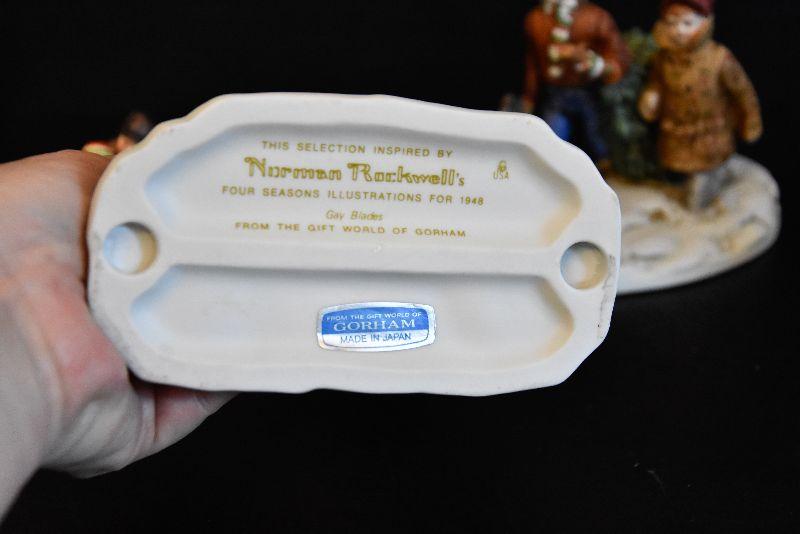 THIS SELECTION INSPIRED BY
Norman Rockwell's
USA
FOUR SEASONS ILLUSTRATIONS FOR 1948
Gay Blades
FROM THE GIFT WORLD OF GORHAM
FROM THE GIFT WORLD OF
GORHAM
MADE IN JAPAN